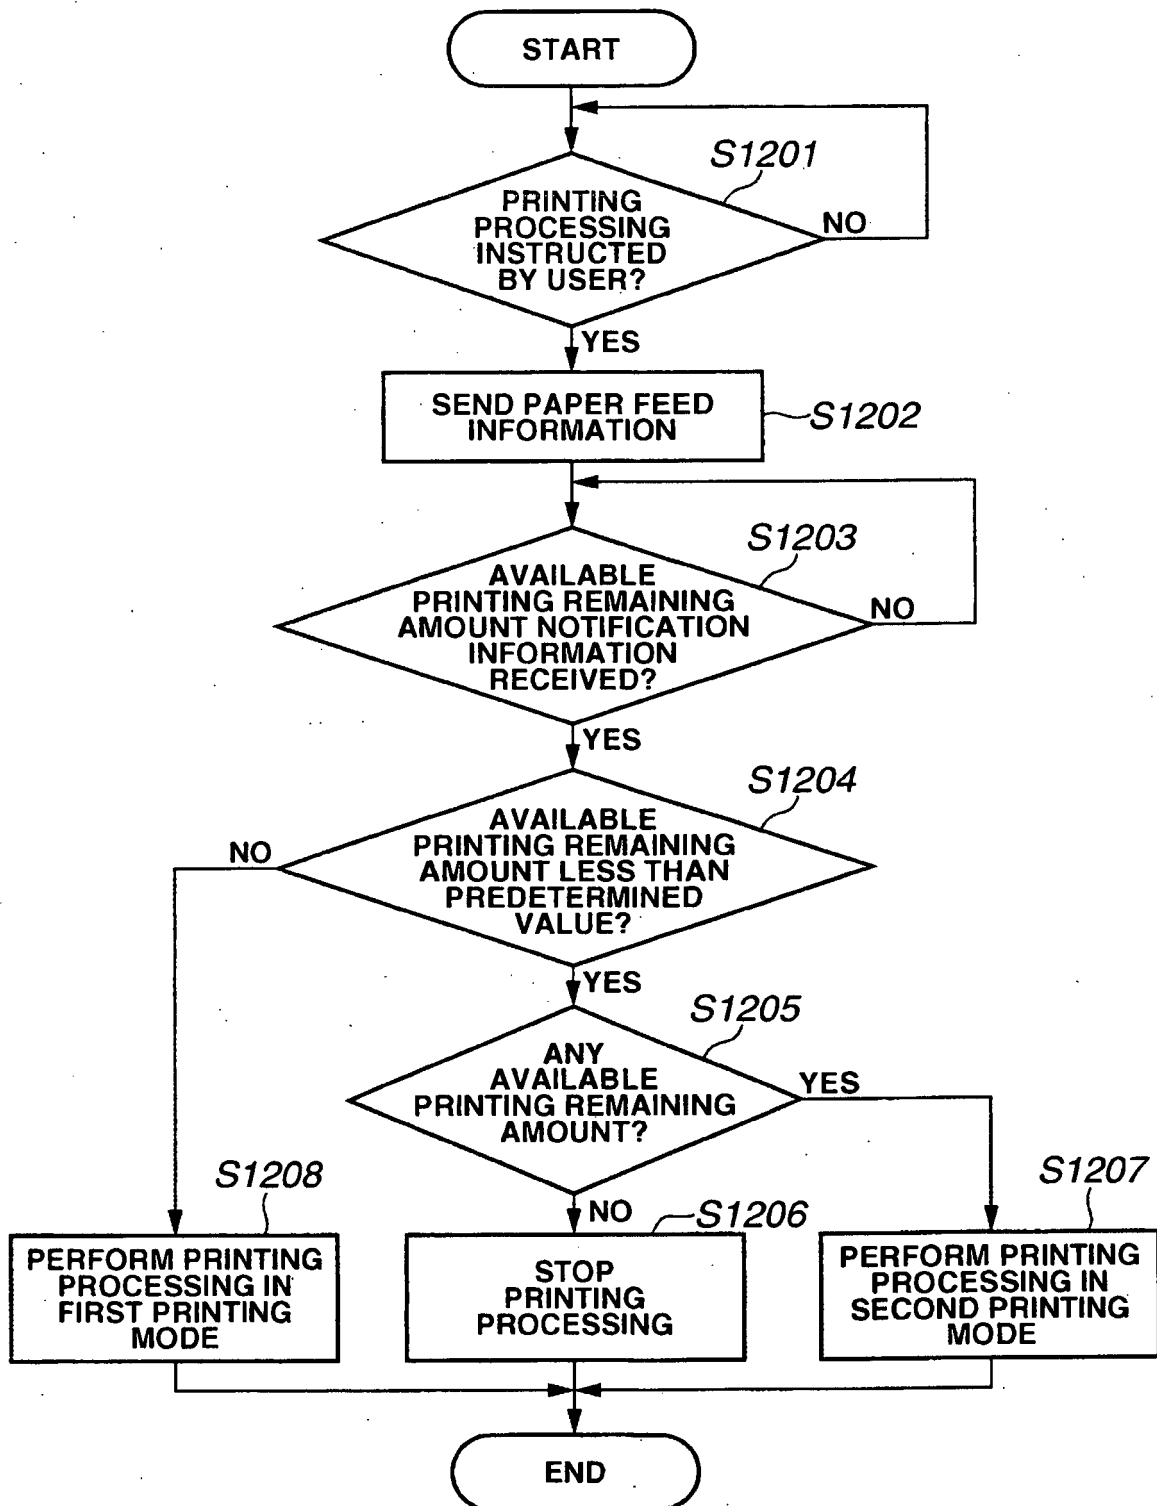 START
S1201
PRINTING
PROCESSING
INSTRUCTED
BY USER?
NO
YES
SEND PAPER FEED
INFORMATION
S1202
S1203
AVAILABLE
PRINTING REMAINING
AMOUNT NOTIFICATION
INFORMATION
RECEIVED?
NO
YES
S1204
AVAILABLE
PRINTING REMAINING
AMOUNT LESS THAN
PREDETERMINED
VALUE?
NO
YES
S1205
ANY
AVAILABLE
PRINTING REMAINING
AMOUNT?
YES
NO
S1208
PERFORM PRINTING
PROCESSING IN
FIRST PRINTING
MODE
S1206
STOP
PRINTING
PROCESSING
S1207
PERFORM PRINTING
PROCESSING IN
SECOND PRINTING
MODE
END